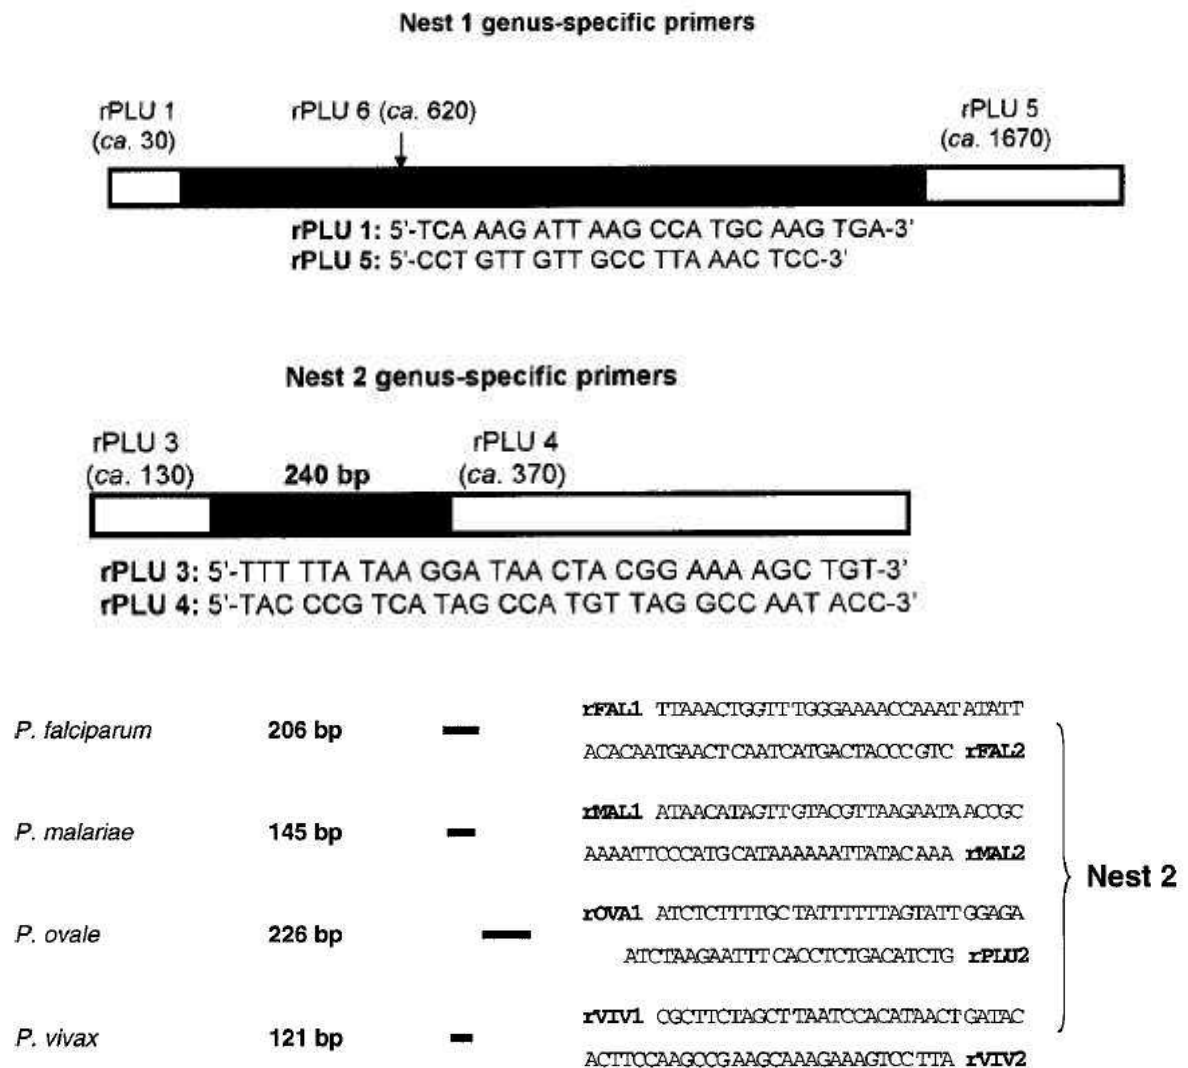 Nest 1 genus-specific primers
rPLU 1
(ca. 30)
rPLU 6 (ca. 620)
rPLU 5
(ca. 1670)
rPLU 1: 5'-TCA AAG ATT AAG CCA TGC AAG TGA-3'
rPLU 5: 5'-CCT GTT GTT GCC TTA AAC TCC-3'
Nest 2 genus-specific primers
rPLU 3
(ca. 130)
240 bp
rPLU 4
(ca. 370)
rPLU 3: 5'-TTT TTA TAA GGA TAA CTA CGG AAA AGC TGT-3'
rPLU 4: 5'-TAC CCG TCA TAG CCA TGT TAG GCC AAT ACC-3'
P. falciparum 206 bp
rFAL1 TTAAACTGGTTTGGGAAAACCAAATATATT
ACACAATGAACTCAATCATGACTACCCGTC rFAL2
P. malariae 145 bp
rMAL1 ATAACATAGTTGTACGTTAAGAATAACCGC
AAAATTCCCATGCATAAAAAATTATACAAA rMAL2
P. ovale 226 bp
rOVA1 ATCTCTTTTGCTATTTTTTAGTATTGGAGA
ATCTAAGAATTTCACCTCTGACATCTG rPLU2
P. vivax 121 bp
rVIV1 CGCTTCTAGCTTAATCCACATAACTGATAC
ACTTCCAAGCCGAAGCAAAGAAAGTCCTTA rVIV2
Nest 2